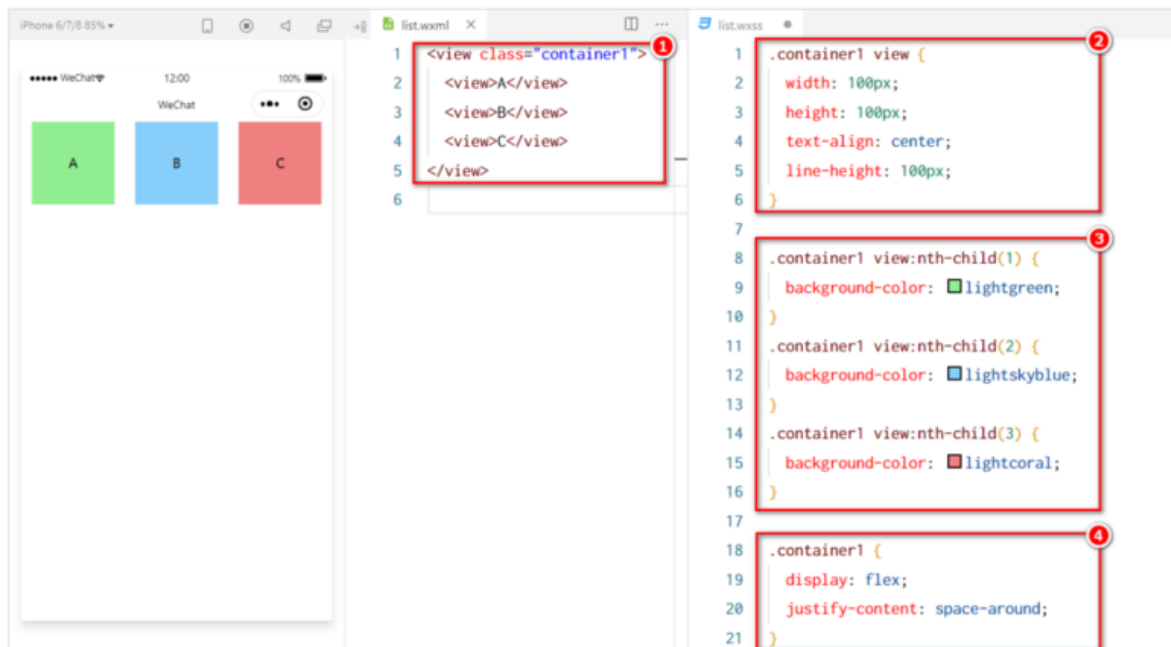 iPhone 6/7/8 85%
WeChat
12:00
100%
WeChat
A
B
C
list.wxml
1
1 <view class="container1">
2 <view>A</view>
3 <view>B</view>
4 <view>C</view>
5 </view>
6
list.wxss
2
1 .container1 view {
2 width: 100px;
3 height: 100px;
4 text-align: center;
5 line-height: 100px;
6 }
7
3
8 .container1 view:nth-child(1) {
9 background-color: lightgreen;
10 }
11 .container1 view:nth-child(2) {
12 background-color: lightskyblue;
13 }
14 .container1 view:nth-child(3) {
15 background-color: lightcoral;
16 }
17
4
18 .container1 {
19 display: flex;
20 justify-content: space-around;
21 }